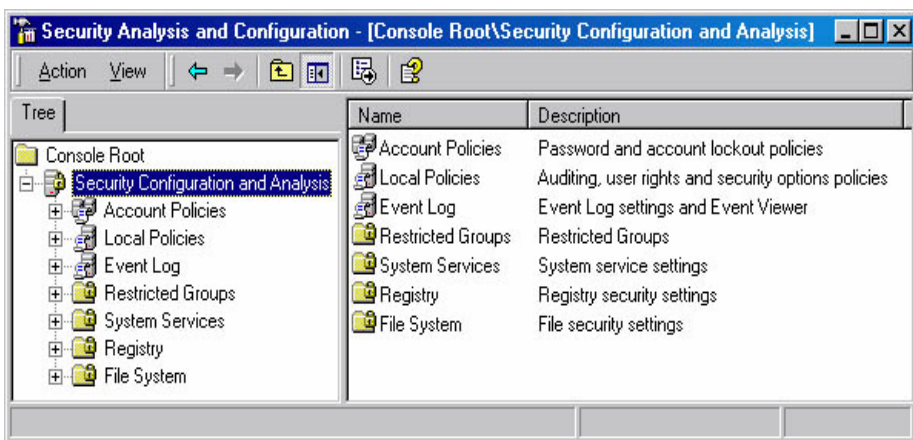 Security Analysis and Configuration - [Console Root\Security Configuration and Analysis]
Action View
Tree
Console Root
Security Configuration and Analysis
Account Policies
Local Policies
Event Log
Restricted Groups
System Services
Registry
File System
Name Description
Account Policies Password and account lockout policies
Local Policies Auditing, user rights and security options policies
Event Log Event Log settings and Event Viewer
Restricted Groups Restricted Groups
System Services System service settings
Registry Registry security settings
File System File security settings